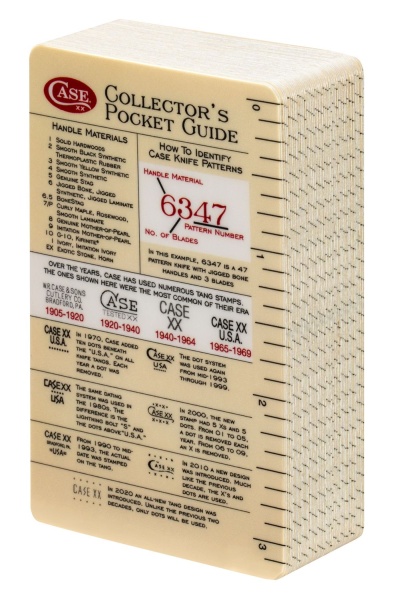 CASE XX
COLLECTOR'S
POCKET GUIDE
HANDLE MATERIALS
1 SOLID HARDWOODS
2 SMOOTH BLACK SYNTHETIC
THERMOPLASTIC RUBBER
3 SMOOTH YELLOW SYNTHETIC
4 SMOOTH SYNTHETIC
5 GENUINE STAG
6 JIGGED BONE, JIGGED
SYNTHETIC, JIGGED LAMINATE
6.5 BONESTAG
7/P CURLY MAPLE, ROSEWOOD,
SMOOTH LAMINATE
8 GENUINE MOTHER-OF-PEARL
9 IMITATION MOTHER-OF-PEARL
10 G-10, KIRINITE®
I IVORY, IMITATION IVORY
EX EXOTIC STONE, HORN
HOW TO IDENTIFY
CASE KNIFE PATTERNS
HANDLE MATERIAL
6347
PATTERN NUMBER
NO. OF BLADES
IN THIS EXAMPLE, 6347 IS A 47
PATTERN KNIFE WITH JIGGED BONE
HANDLES AND 3 BLADES
OVER THE YEARS, CASE HAS USED NUMEROUS TANG STAMPS.
THE ONES SHOWN HERE WERE THE MOST COMMON OF THEIR ERA
W.R. CASE & SONS
CUTLERY CO.
BRADFORD, PA.
1905-1920
CASE
TESTED XX
1920-1940
CASE
XX
1940-1964
CASE XX
U.S.A.
1965-1969
CASE XX
U.S.A.
IN 1970, CASE ADDED
TEN DOTS BENEATH
THE "U.S.A." ON ALL
KNIFE TANGS. EACH
YEAR A DOT WAS
REMOVED.
CASE XX
USA
THE DOT SYSTEM
WAS USED AGAIN
FROM MID-1993
THROUGH 1999.
CASE XX
USA
THE SAME DATING
SYSTEM WAS USED IN
THE 1980S. THE
DIFFERENCE IS THE
LIGHTNING BOLT "S" AND
THE DOTS ABOVE "U.S.A."
CASE XX
IN 2000, THE NEW
STAMP HAD 5 XS AND 5
DOTS. FROM 01 TO 05,
A DOT IS REMOVED EACH
YEAR. FROM 06 TO 09,
AN X IS REMOVED.
CASE XX
BRADFORD, PA
USA
FROM 1990 TO MID-
1993, THE ACTUAL
DATE WAS STAMPED
ON THE TANG.
CASE XX
IN 2010 A NEW DESIGN
WAS INTRODUCED. MUCH
LIKE THE PREVIOUS
DECADE, THE X'S AND
DOTS ARE USED.
CASE XX
IN 2020 AN ALL-NEW TANG DESIGN WAS
INTRODUCED. UNLIKE THE PREVIOUS TWO
DECADES, ONLY DOTS WILL BE USED.
0
1
2
3